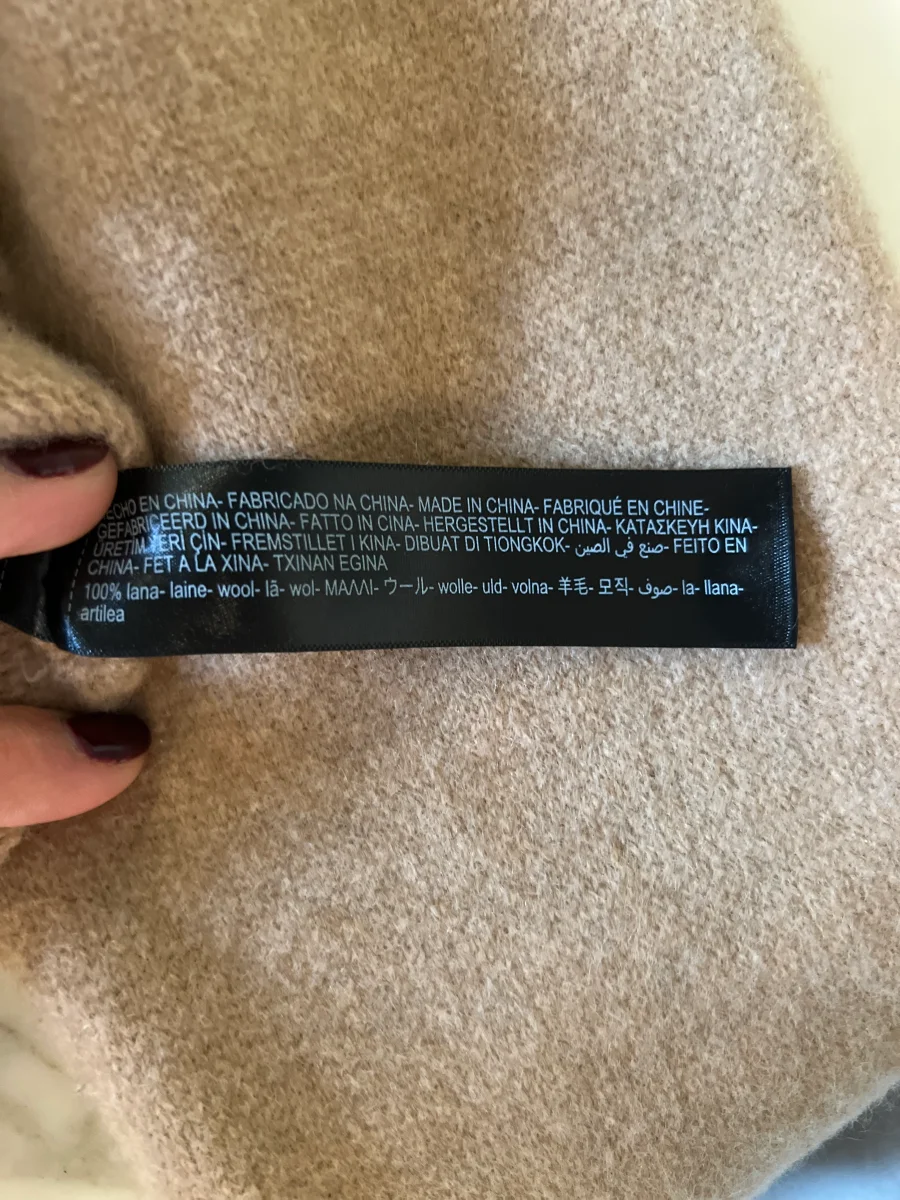 EN CHINA- FABRICADO NA CHINA- MADE IN CHINA- FABRIQUÉ EN CHINE-
GEFABRICEERD IN CHINA- FATTO IN CINA- HERGESTELLT IN CHINA- ΚΑΤΑΣΚΕΥΗ ΚΙΝΑ-
ÜRETIM YERİ ÇİN- FREMSTILLET I KINA- DIBUAT DI TIONGKOK- صنع في الصين- FEITO EN
CHINA- FET A LA XINA- TXINAN EGINA
100% lana- laine- wool- lã- wol- ΜΑΛΛΙ- ウール- wolle- uld- volna- 羊毛- 모직- صوف- la- llana-
artilea